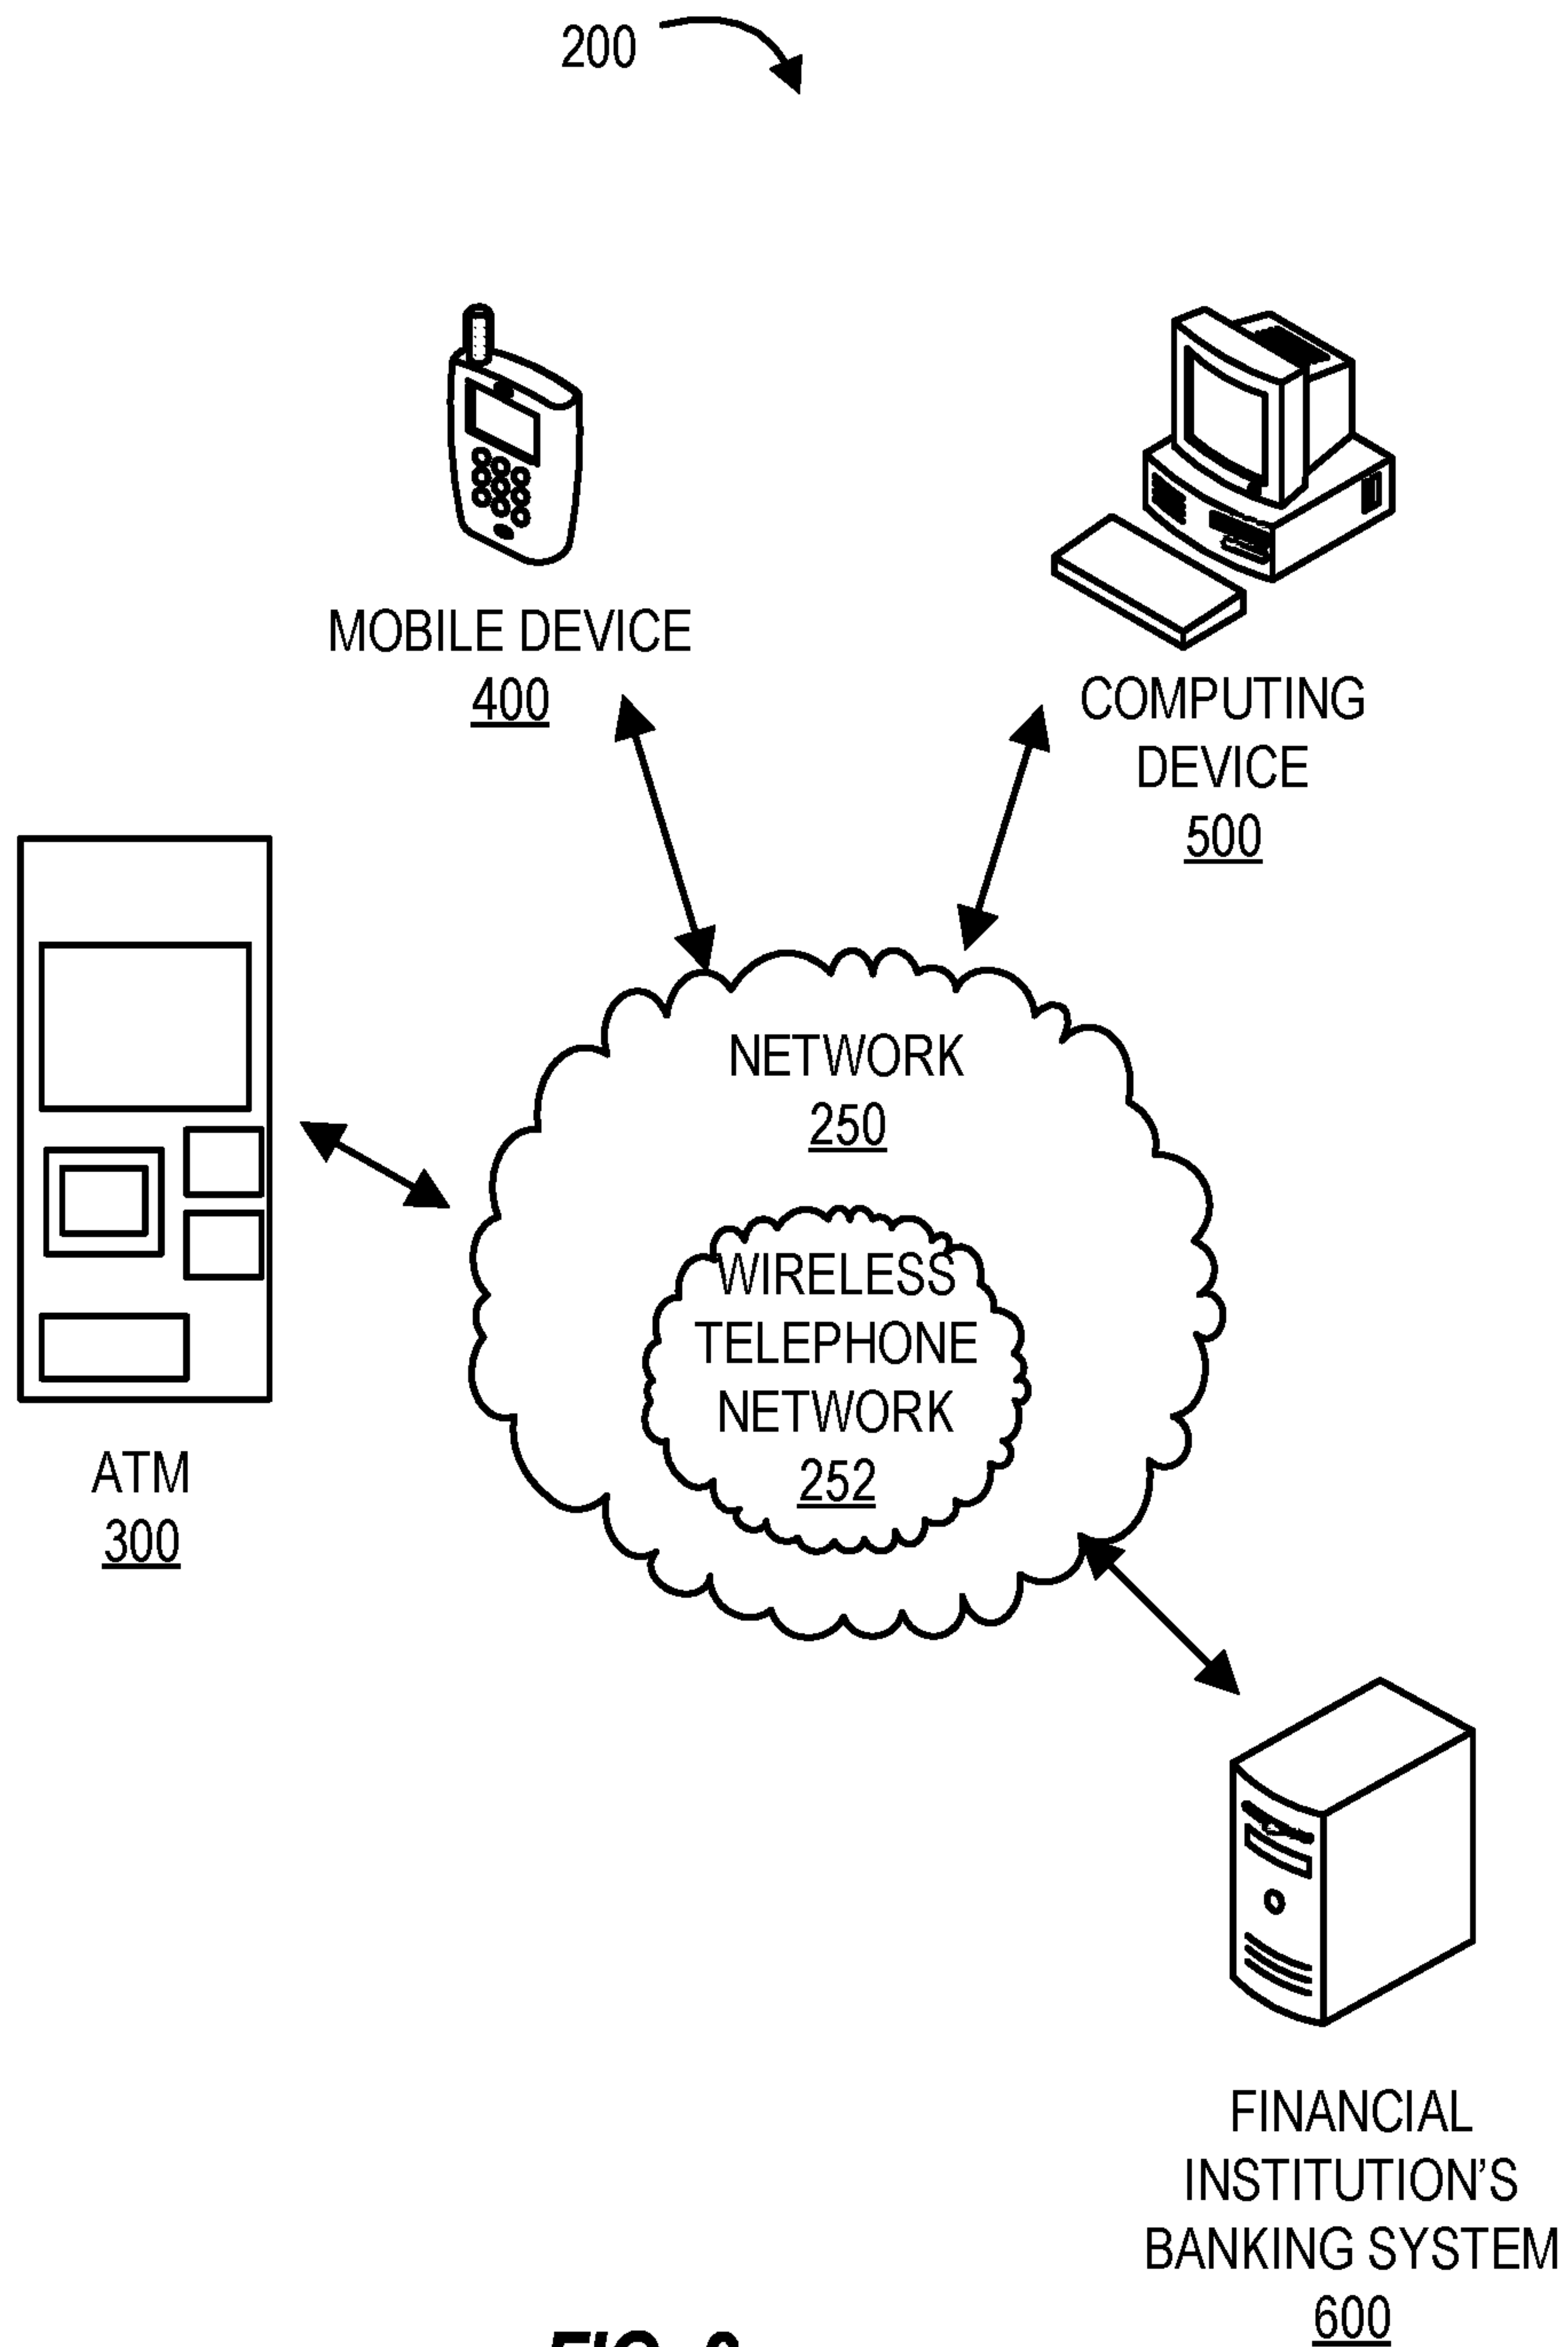 200
MOBILE DEVICE
400
COMPUTING
DEVICE
500
NETWORK
250
WIRELESS
TELEPHONE
NETWORK
252
ATM
300
FINANCIAL
INSTITUTION'S
BANKING SYSTEM
600